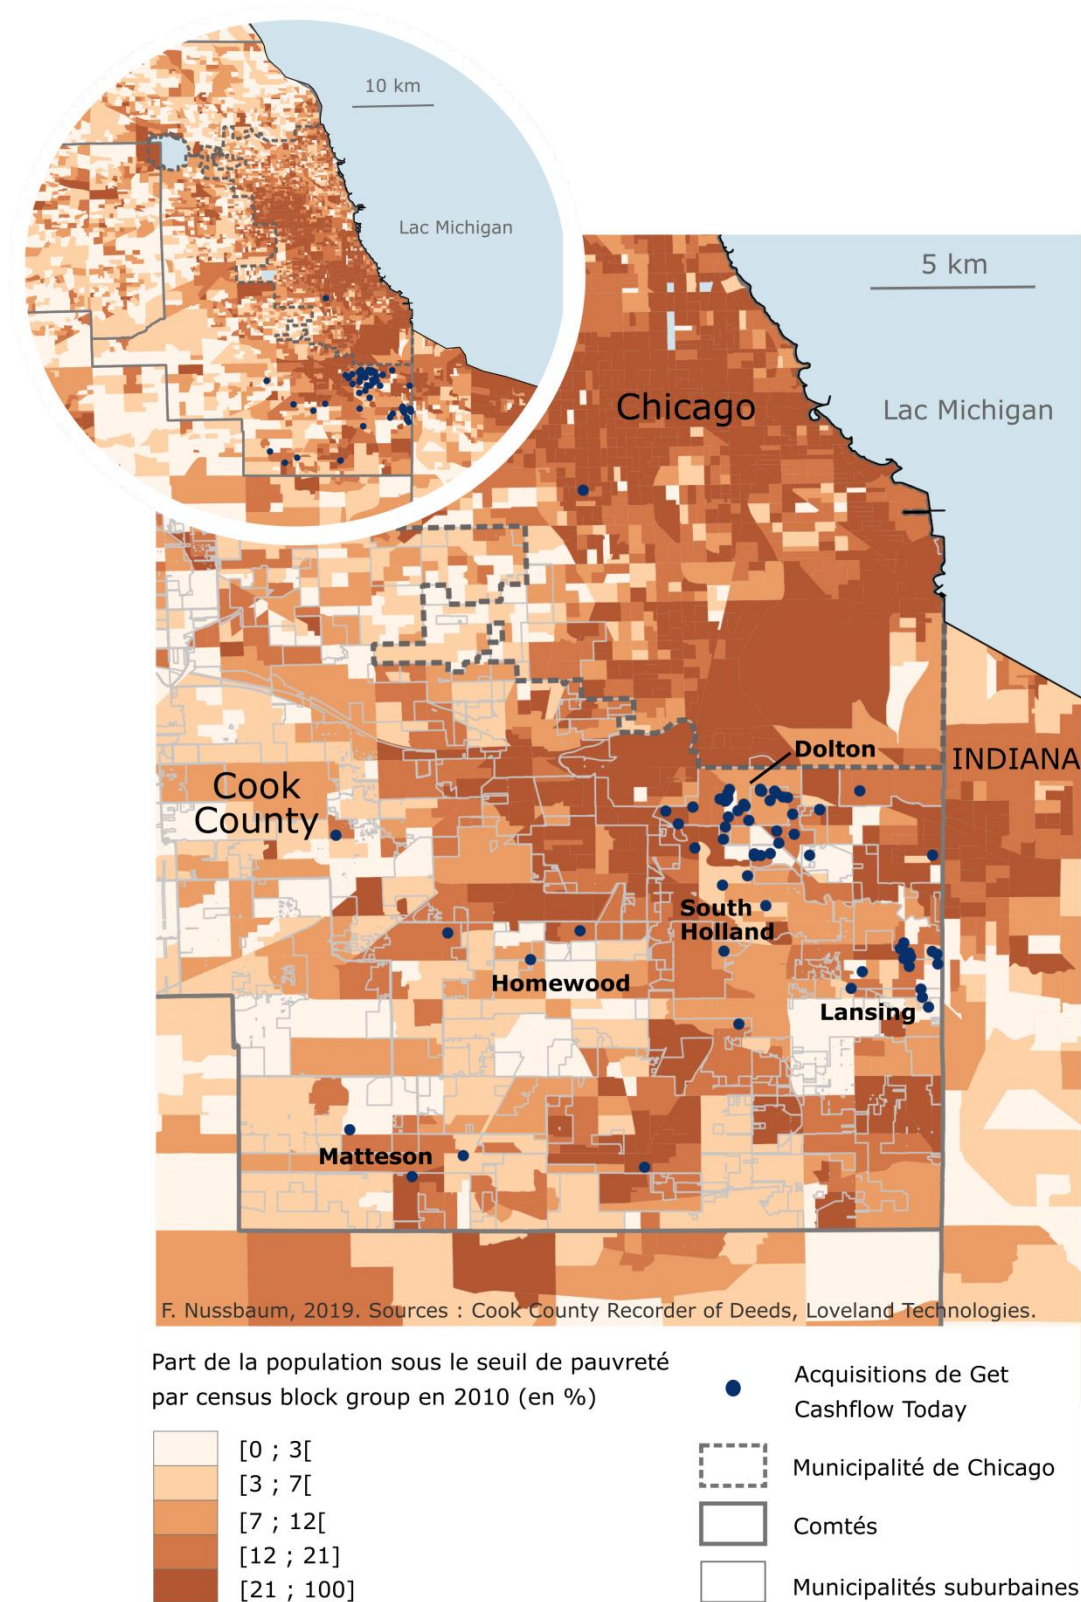 10 km
Lac Michigan
5 km
Chicago
Lac Michigan
Dolton
INDIANA
Cook
County
South
Holland
Homewood
Lansing
Matteson
F. Nussbaum, 2019. Sources : Cook County Recorder of Deeds, Loveland Technologies.
Part de la population sous le seuil de pauvreté
par census block group en 2010 (en %)
[0 ; 3[
[3 ; 7[
[7 ; 12[
[12 ; 21]
[21 ; 100]
Acquisitions de Get
Cashflow Today
Municipalité de Chicago
Comtés
Municipalités suburbaines